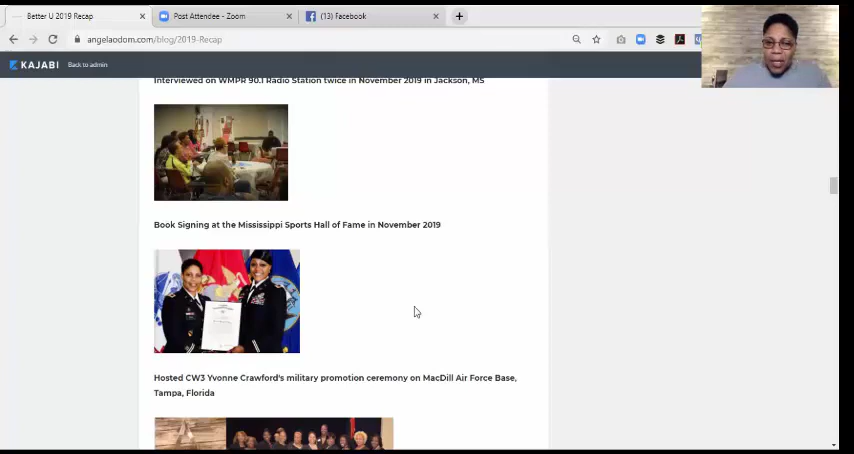 Better U 2019 Recap
Post Attendee - Zoom
(13) Facebook
angelaodom.com/blog/2019-Recap
KAJABI
Back to admin
Interviewed on WMPR 90.1 Radio Station twice in November 2019 in Jackson, MS
Book Signing at the Mississippi Sports Hall of Fame in November 2019
Hosted CW3 Yvonne Crawford's military promotion ceremony on MacDill Air Force Base,
Tampa, Florida